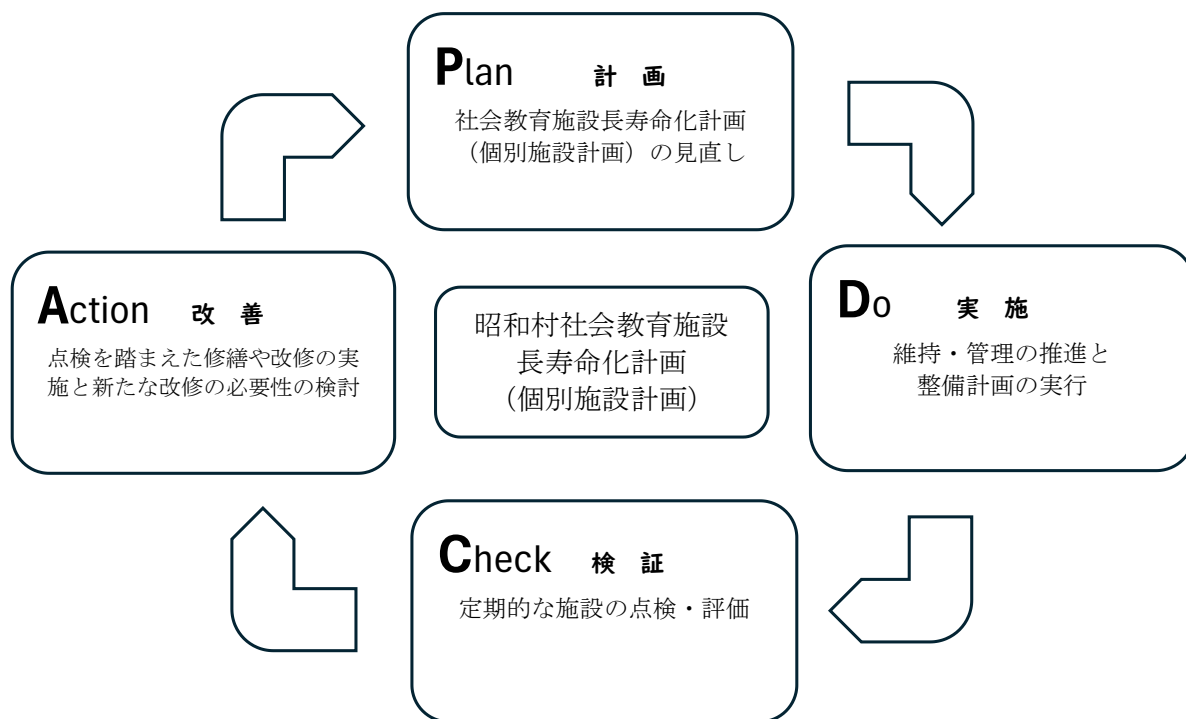 Plan 計 画
社会教育施設長寿命化計画
（個別施設計画）の見直し
Action 改 善
点検を踏まえた修繕や改修の実
施と新たな改修の必要性の検討
昭和村社会教育施設
長寿命化計画
（個別施設計画）
Do 実 施
維持・管理の推進と
整備計画の実行
Check 検 証
定期的な施設の点検・評価